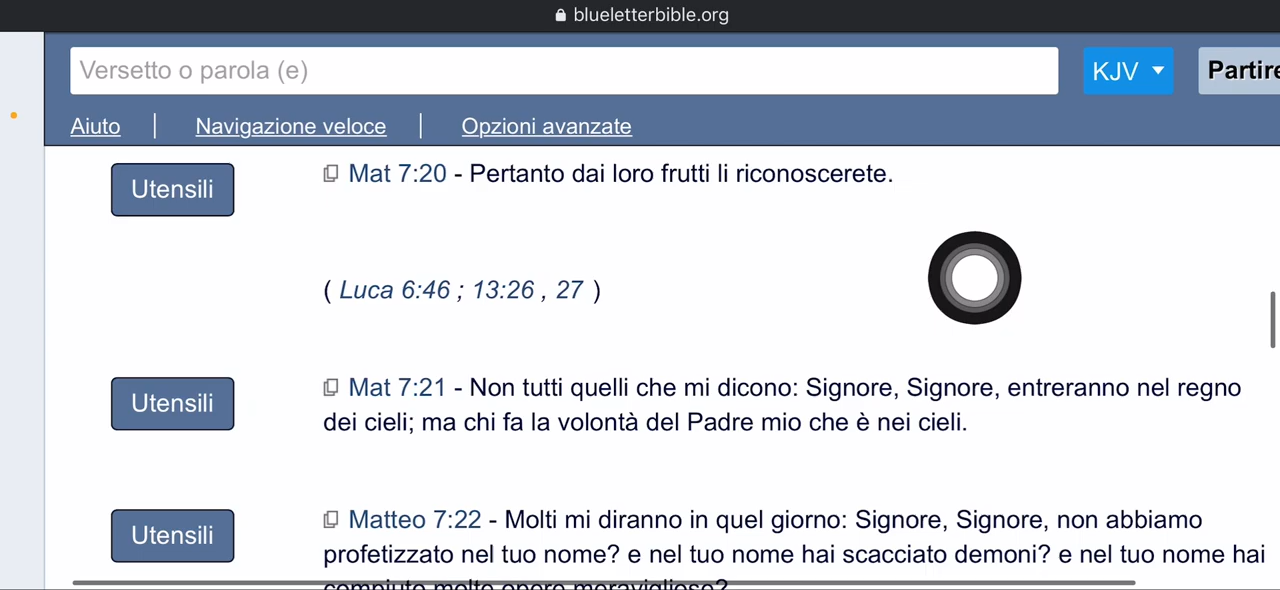 blueletterbible.org
Versetto o parola (e)
KJV
Partire
Aiuto | Navigazione veloce | Opzioni avanzate
Utensili
Mat 7:20 - Pertanto dai loro frutti li riconoscerete.
( Luca 6:46 ; 13:26 , 27 )
Utensili
Mat 7:21 - Non tutti quelli che mi dicono: Signore, Signore, entreranno nel regno
dei cieli; ma chi fa la volontà del Padre mio che è nei cieli.
Utensili
Matteo 7:22 - Molti mi diranno in quel giorno: Signore, Signore, non abbiamo
profetizzato nel tuo nome? e nel tuo nome hai scacciato demoni? e nel tuo nome hai
compiuto molte opere meravigliose?